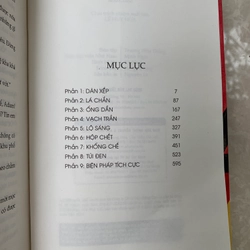 MỤC LỤC
PHẦN 1: DÀN XẾP 7
PHẦN 2: LÁ CHẮN 87
PHẦN 3: ỐNG DẪN 167
PHẦN 4: VẠCH TRẦN 247
PHẦN 5: LÒ SÁNG 327
PHẦN 6: HỐP CHẾT 391
PHẦN 7: KHỐNG CHẾ 451
PHẦN 8: TÚI ĐEN 523
PHẦN 9: BIỆN PHÁP TÍCH CỰC 595